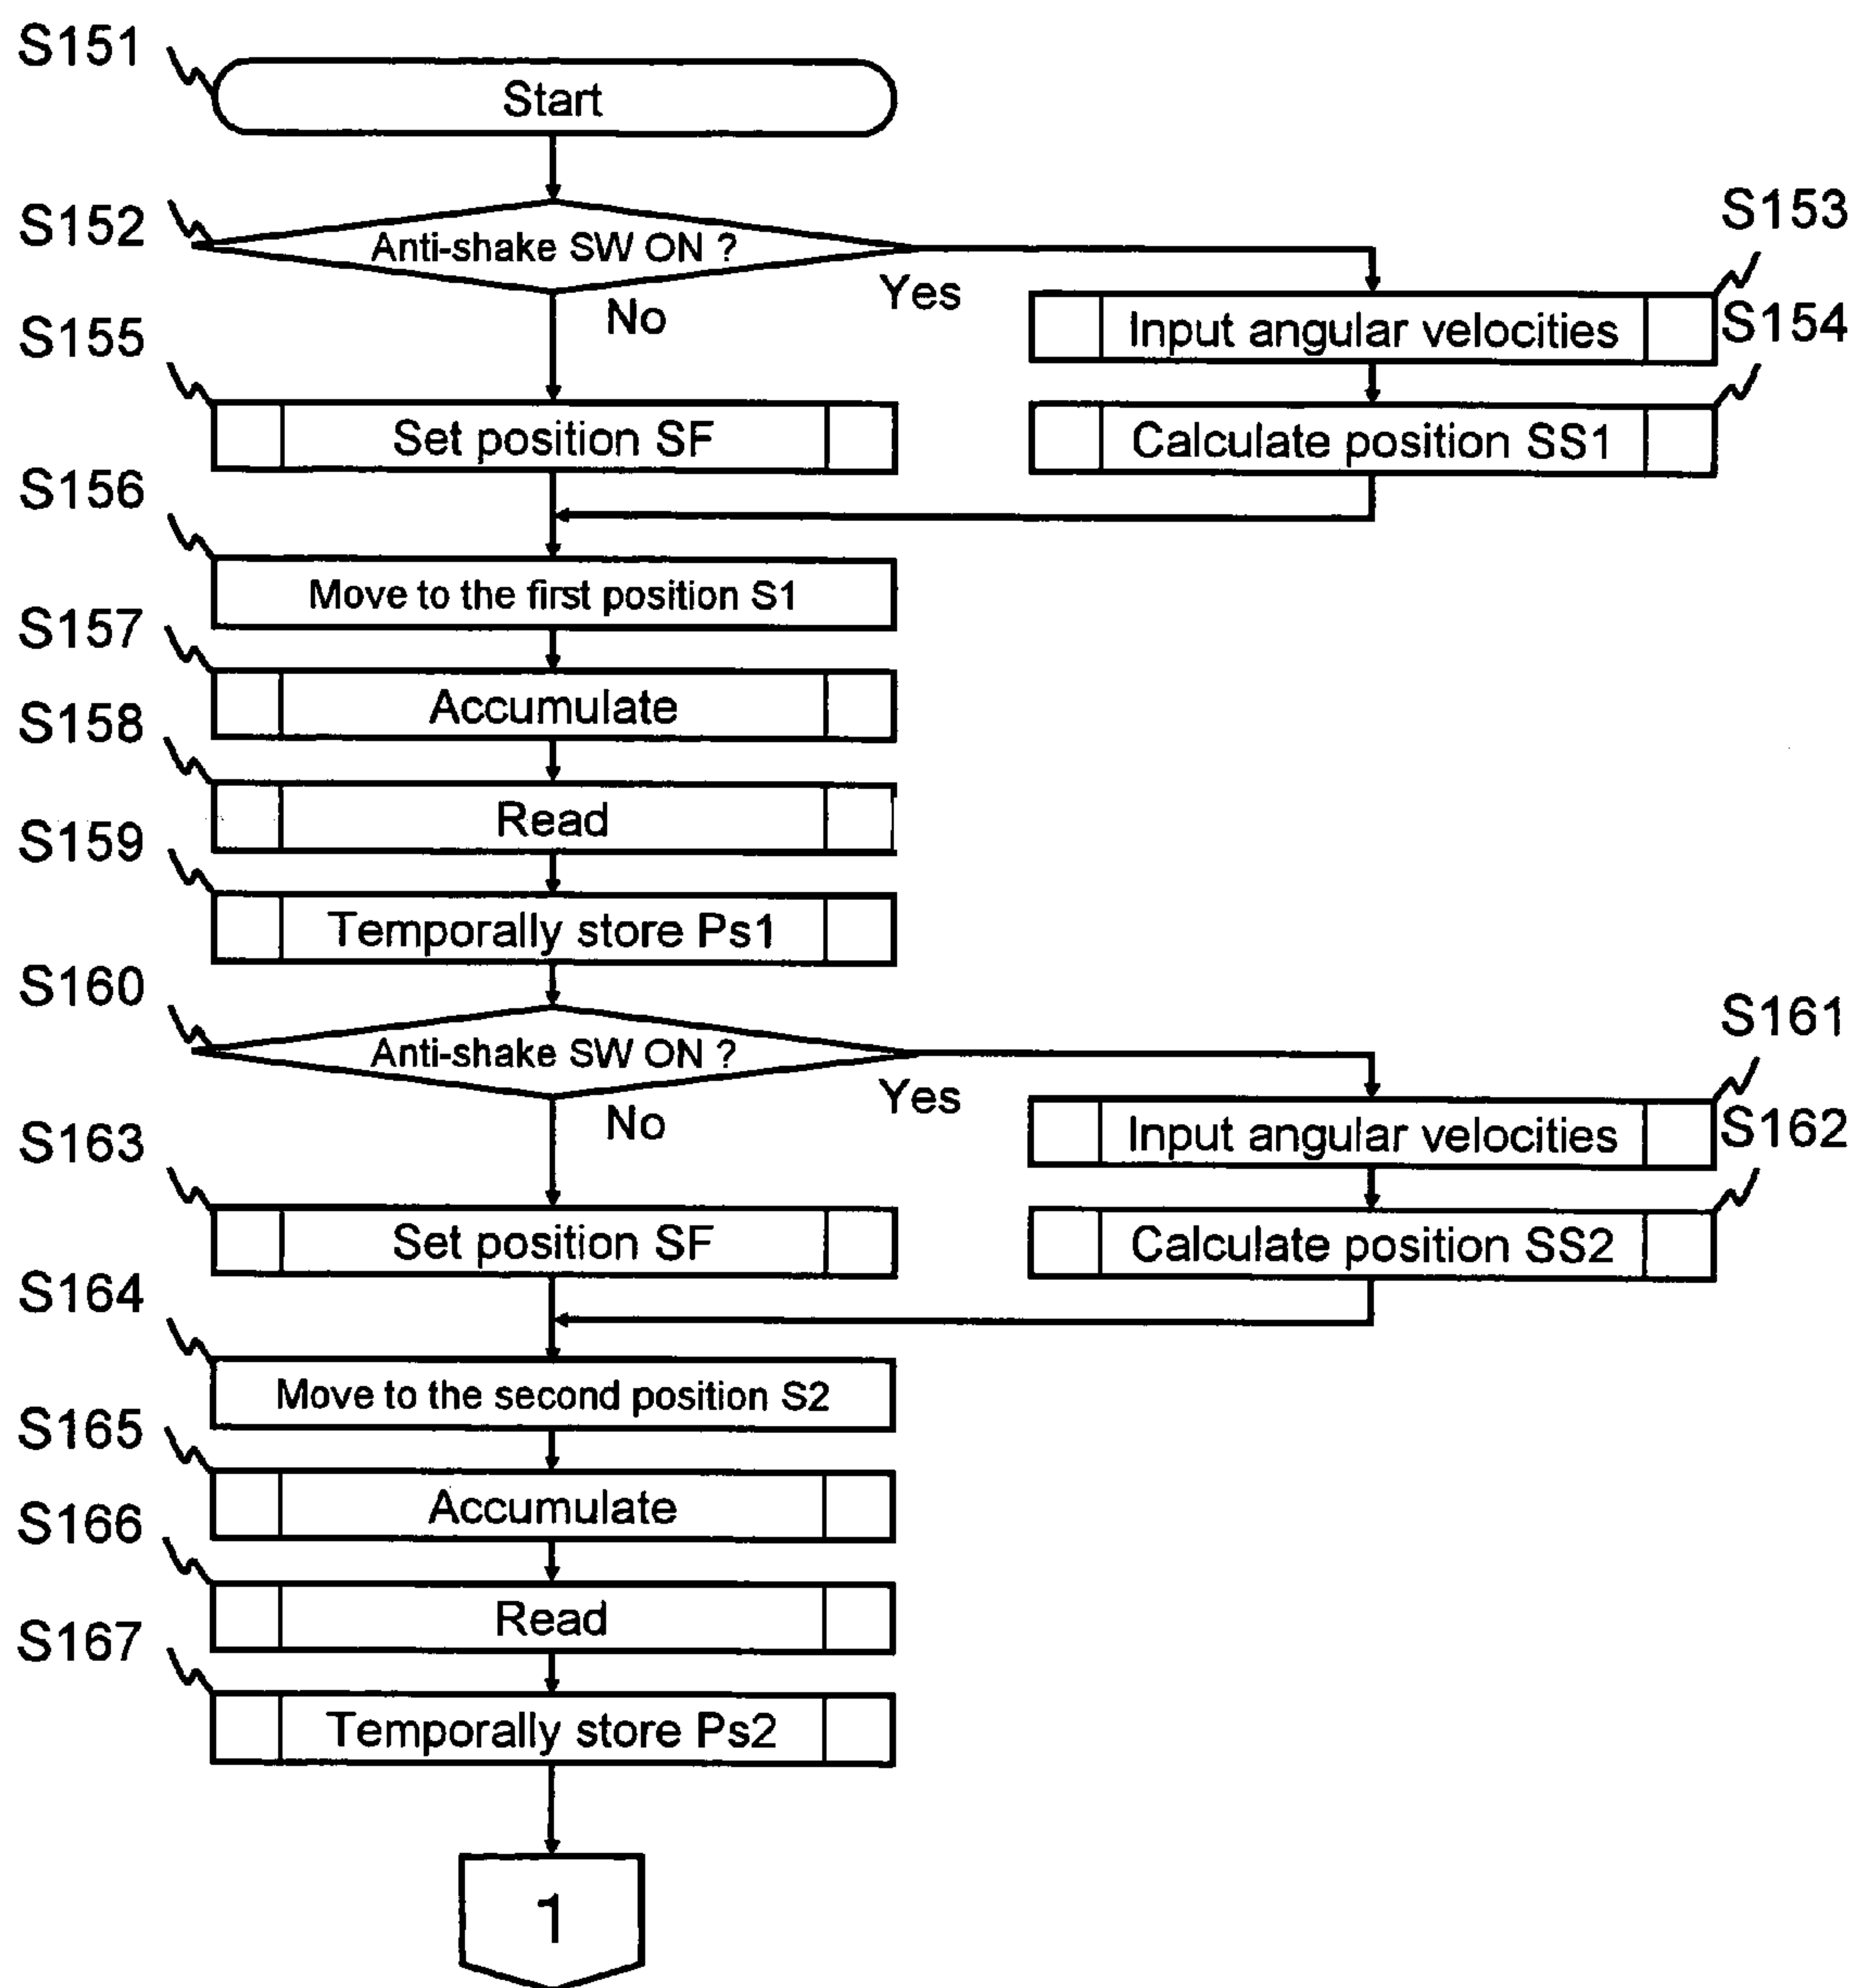 S151
Start
S152
Anti-shake SW ON ?
Yes
No
S153
Input angular velocities
S154
Calculate position SS1
S155
Set position SF
S156
Move to the first position S1
S157
Accumulate
S158
Read
S159
Temporally store Ps1
S160
Anti-shake SW ON ?
Yes
No
S161
Input angular velocities
S162
Calculate position SS2
S163
Set position SF
S164
Move to the second position S2
S165
Accumulate
S166
Read
S167
Temporally store Ps2
1